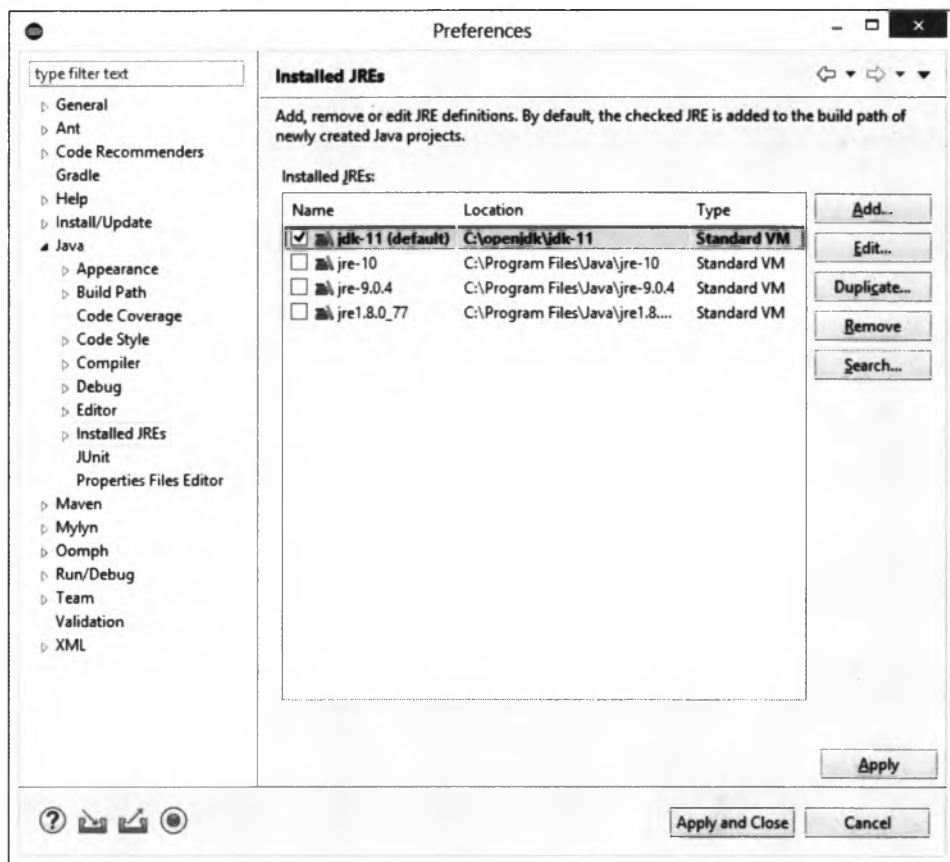 Preferences
type filter text
General
Ant
Code Recommenders
Gradle
Help
Install/Update
Java
Appearance
Build Path
Code Coverage
Code Style
Compiler
Debug
Editor
Installed JREs
JUnit
Properties Files Editor
Maven
Mylyn
Oomph
Run/Debug
Team
Validation
XML
Installed JREs
Add, remove or edit JRE definitions. By default, the checked JRE is added to the build path of
newly created Java projects.
Installed JREs:
Name Location Type
jdk-11 (default) C:\openjdk\jdk-11 Standard VM
jre-10 C:\Program Files\Java\jre-10 Standard VM
jre-9.0.4 C:\Program Files\Java\jre-9.0.4 Standard VM
jre1.8.0_77 C:\Program Files\Java\jre1.8.... Standard VM
Add...
Edit...
Duplicate...
Remove
Search...
Apply
Apply and Close
Cancel